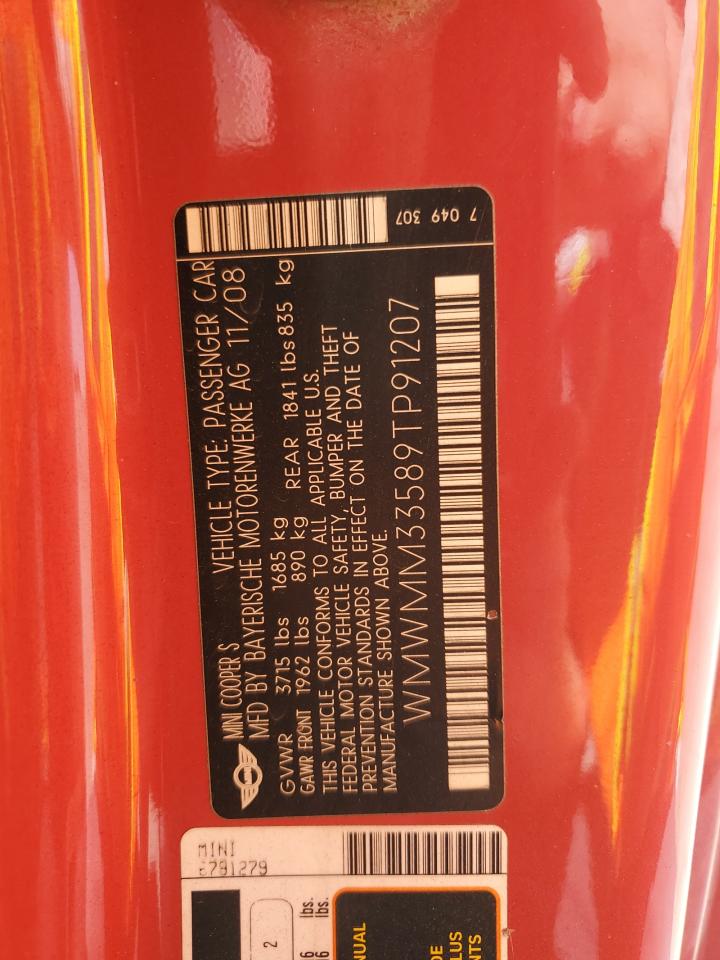 MINI COOPER S VEHICLE TYPE: PASSENGER CAR
MFD BY BAYERISCHE MOTORENWERKE AG 11/08
GVWR 3715 lbs 1685 kg
GAWR FRONT 1962 lbs 890 kg REAR 1841 lbs 835 kg
THIS VEHICLE CONFORMS TO ALL APPLICABLE U.S.
FEDERAL MOTOR VEHICLE SAFETY, BUMPER AND THEFT
PREVENTION STANDARDS IN EFFECT ON THE DATE OF
MANUFACTURE SHOWN ABOVE.
WMWMM33589TP91207
7 049 307
MINI
6791279
2
lbs.
lbs.